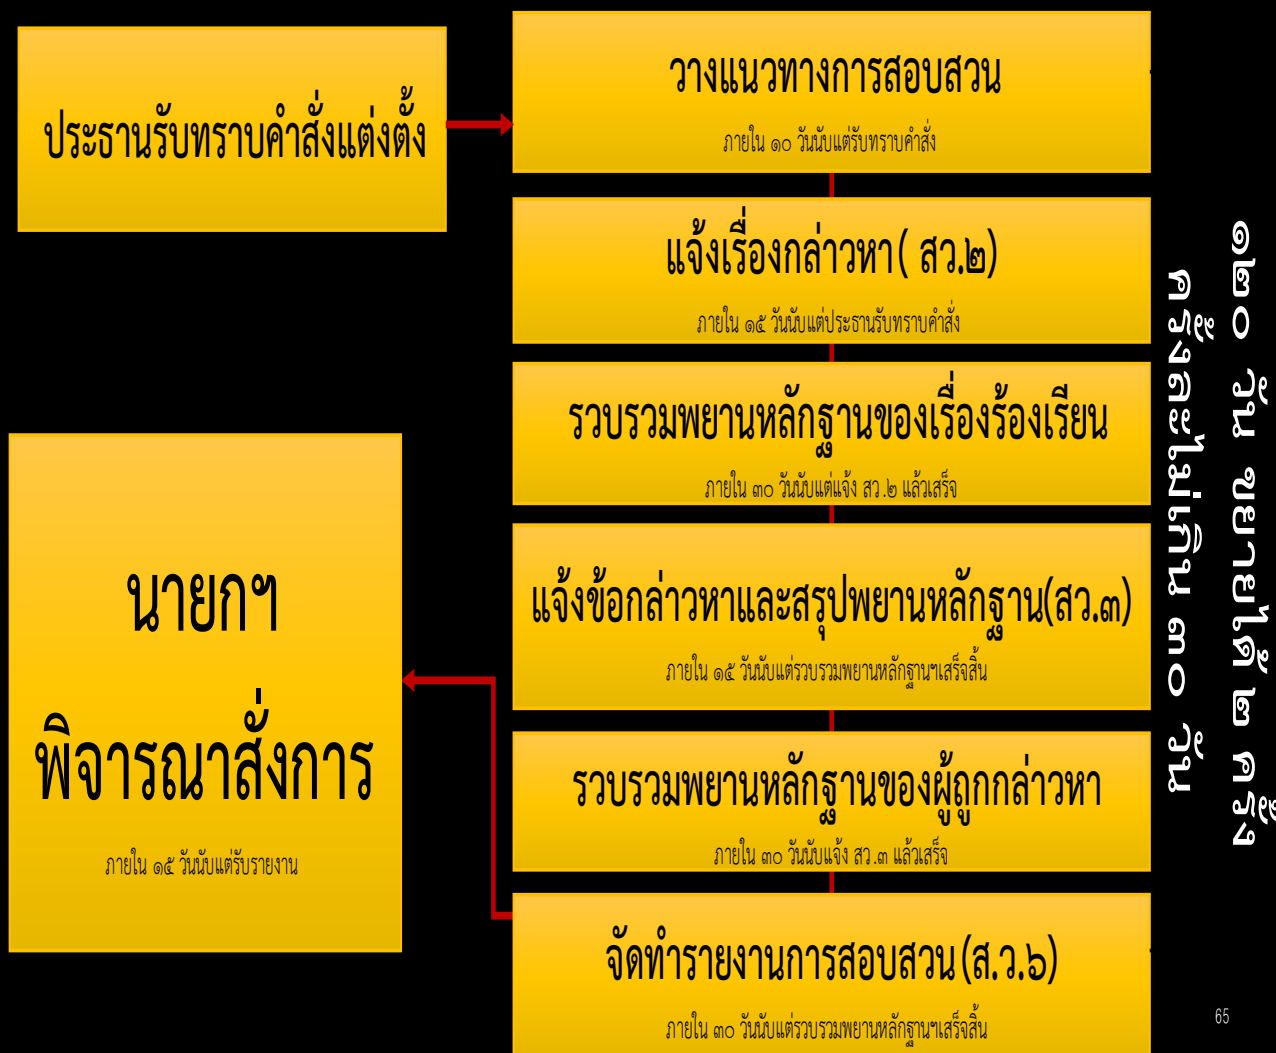 ประธานรับทราบคำสั่งแต่งตั้ง
วางแนวทางการสอบสวน
ภายใน ๑๐ วันนับแต่รับทราบคำสั่ง
แจ้งเรื่องกล่าวหา ( สว.๒)
ภายใน ๑๕ วันนับแต่ประธานรับทราบคำสั่ง
รวบรวมพยานหลักฐานของเรื่องร้องเรียน
ภายใน ๓๐ วันนับแต่แจ้ง สว.๒ แล้วเสร็จ
แจ้งข้อกล่าวหาและสรุปพยานหลักฐาน(สว.๓)
ภายใน ๑๕ วันนับแต่รวบรวมพยานหลักฐานฯเสร็จสิ้น
รวบรวมพยานหลักฐานของผู้ถูกกล่าวหา
ภายใน ๓๐ วันนับแจ้ง สว.๓ แล้วเสร็จ
จัดทำรายงานการสอบสวน (ส.ว.๖)
ภายใน ๓๐ วันนับแต่รวบรวมพยานหลักฐานฯเสร็จสิ้น
นายกฯ
พิจารณาสั่งการ
ภายใน ๑๕ วันนับแต่รับรายงาน
๑๒๐ วัน ขยายได้ ๒ ครั้ง
ครั้งละไม่เกิน ๓๐ วัน
65